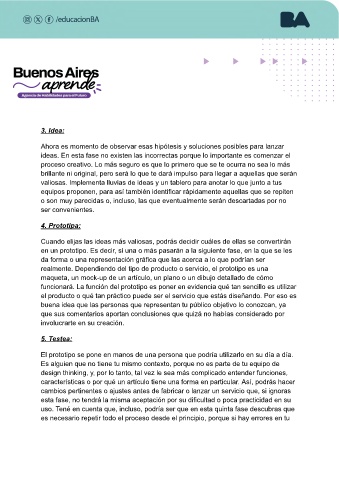 /educacionBA
BA
Buenos Aires
aprende
Agencia de Habilidades para el Futuro
3. Idea:
Ahora es momento de observar esas hipótesis y soluciones posibles para lanzar
ideas. En esta fase no existen las incorrectas porque lo importante es comenzar el
proceso creativo. Lo más seguro es que lo primero que se te ocurra no sea lo más
brillante ni original, pero será lo que te dará impulso para llegar a aquellas que serán
valiosas. Implementa lluvias de ideas y un tablero para anotar lo que junto a tus
equipos proponen, para así también identificar rápidamente aquellas que se repiten
o son muy parecidas o, incluso, las que eventualmente serán descartadas por no
ser convenientes.
4. Prototipa:
Cuando elijas las ideas más valiosas, podrás decidir cuáles de ellas se convertirán
en un prototipo. Es decir, si una o más pasarán a la siguiente fase, en la que se les
da forma o una representación gráfica que las acerca a lo que podrían ser
realmente. Dependiendo del tipo de producto o servicio, el prototipo es una
maqueta, un mock-up de un artículo, un plano o un dibujo detallado de cómo
funcionará. La función del prototipo es poner en evidencia qué tan sencillo es utilizar
el producto o qué tan práctico puede ser el servicio que estás diseñando. Por eso es
buena idea que las personas que representan tu público objetivo lo conozcan, ya
que sus comentarios aportan conclusiones que quizá no habías considerado por
involucrarte en su creación.
5. Testea:
El prototipo se pone en manos de una persona que podría utilizarlo en su día a día.
Es alguien que no tiene tu mismo contexto, porque no es parte de tu equipo de
design thinking, y, por lo tanto, tal vez le sea más complicado entender funciones,
características o por qué un artículo tiene una forma en particular. Así, podrás hacer
cambios pertinentes o ajustes antes de fabricar o lanzar un servicio que, si ignoras
esta fase, no tendrá la misma aceptación por su dificultad o poca practicidad en su
uso. Tené en cuenta que, incluso, podría ser que en esta quinta fase descubras que
es necesario repetir todo el proceso desde el principio, porque si hay errores en tu